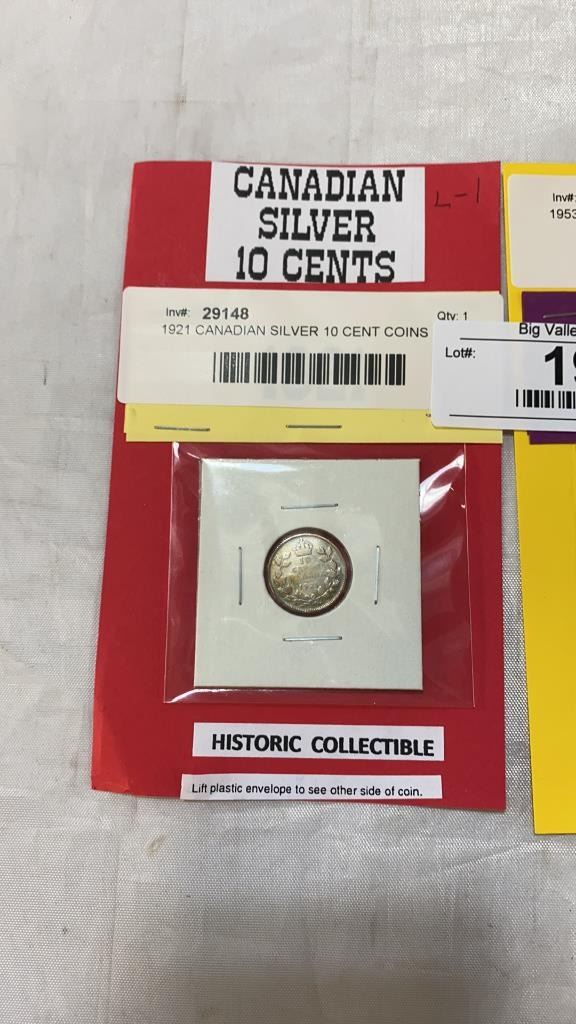 CANADIAN
SILVER
10 CENTS
L-1
Inv#: 29148 Qty: 1
1921 CANADIAN SILVER 10 CENT COINS
Inv#:
1953
Big Valle
Lot#: 19
10
HISTORIC COLLECTIBLE
Lift plastic envelope to see other side of coin.